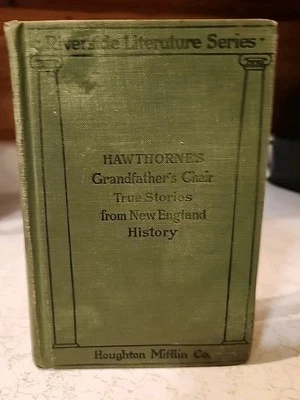 Riverside Literature Series
HAWTHORNE'S
Grandfather's Chair
True Stories
from New England
History
Houghton Mifflin Co.